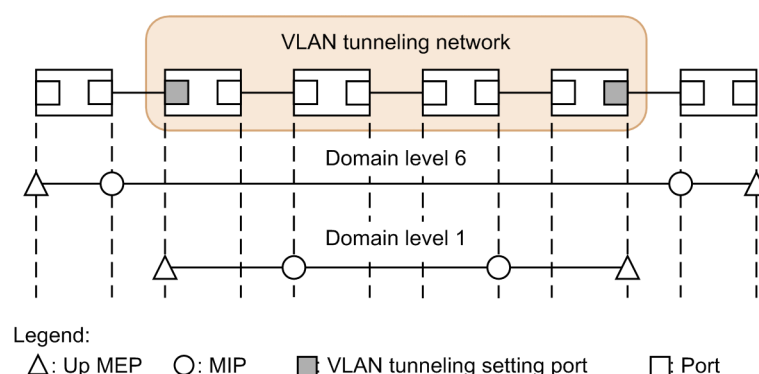 VLAN tunneling network
Domain level 6
Domain level 1
Legend:
: Up MEP : MIP : VLAN tunneling setting port : Port